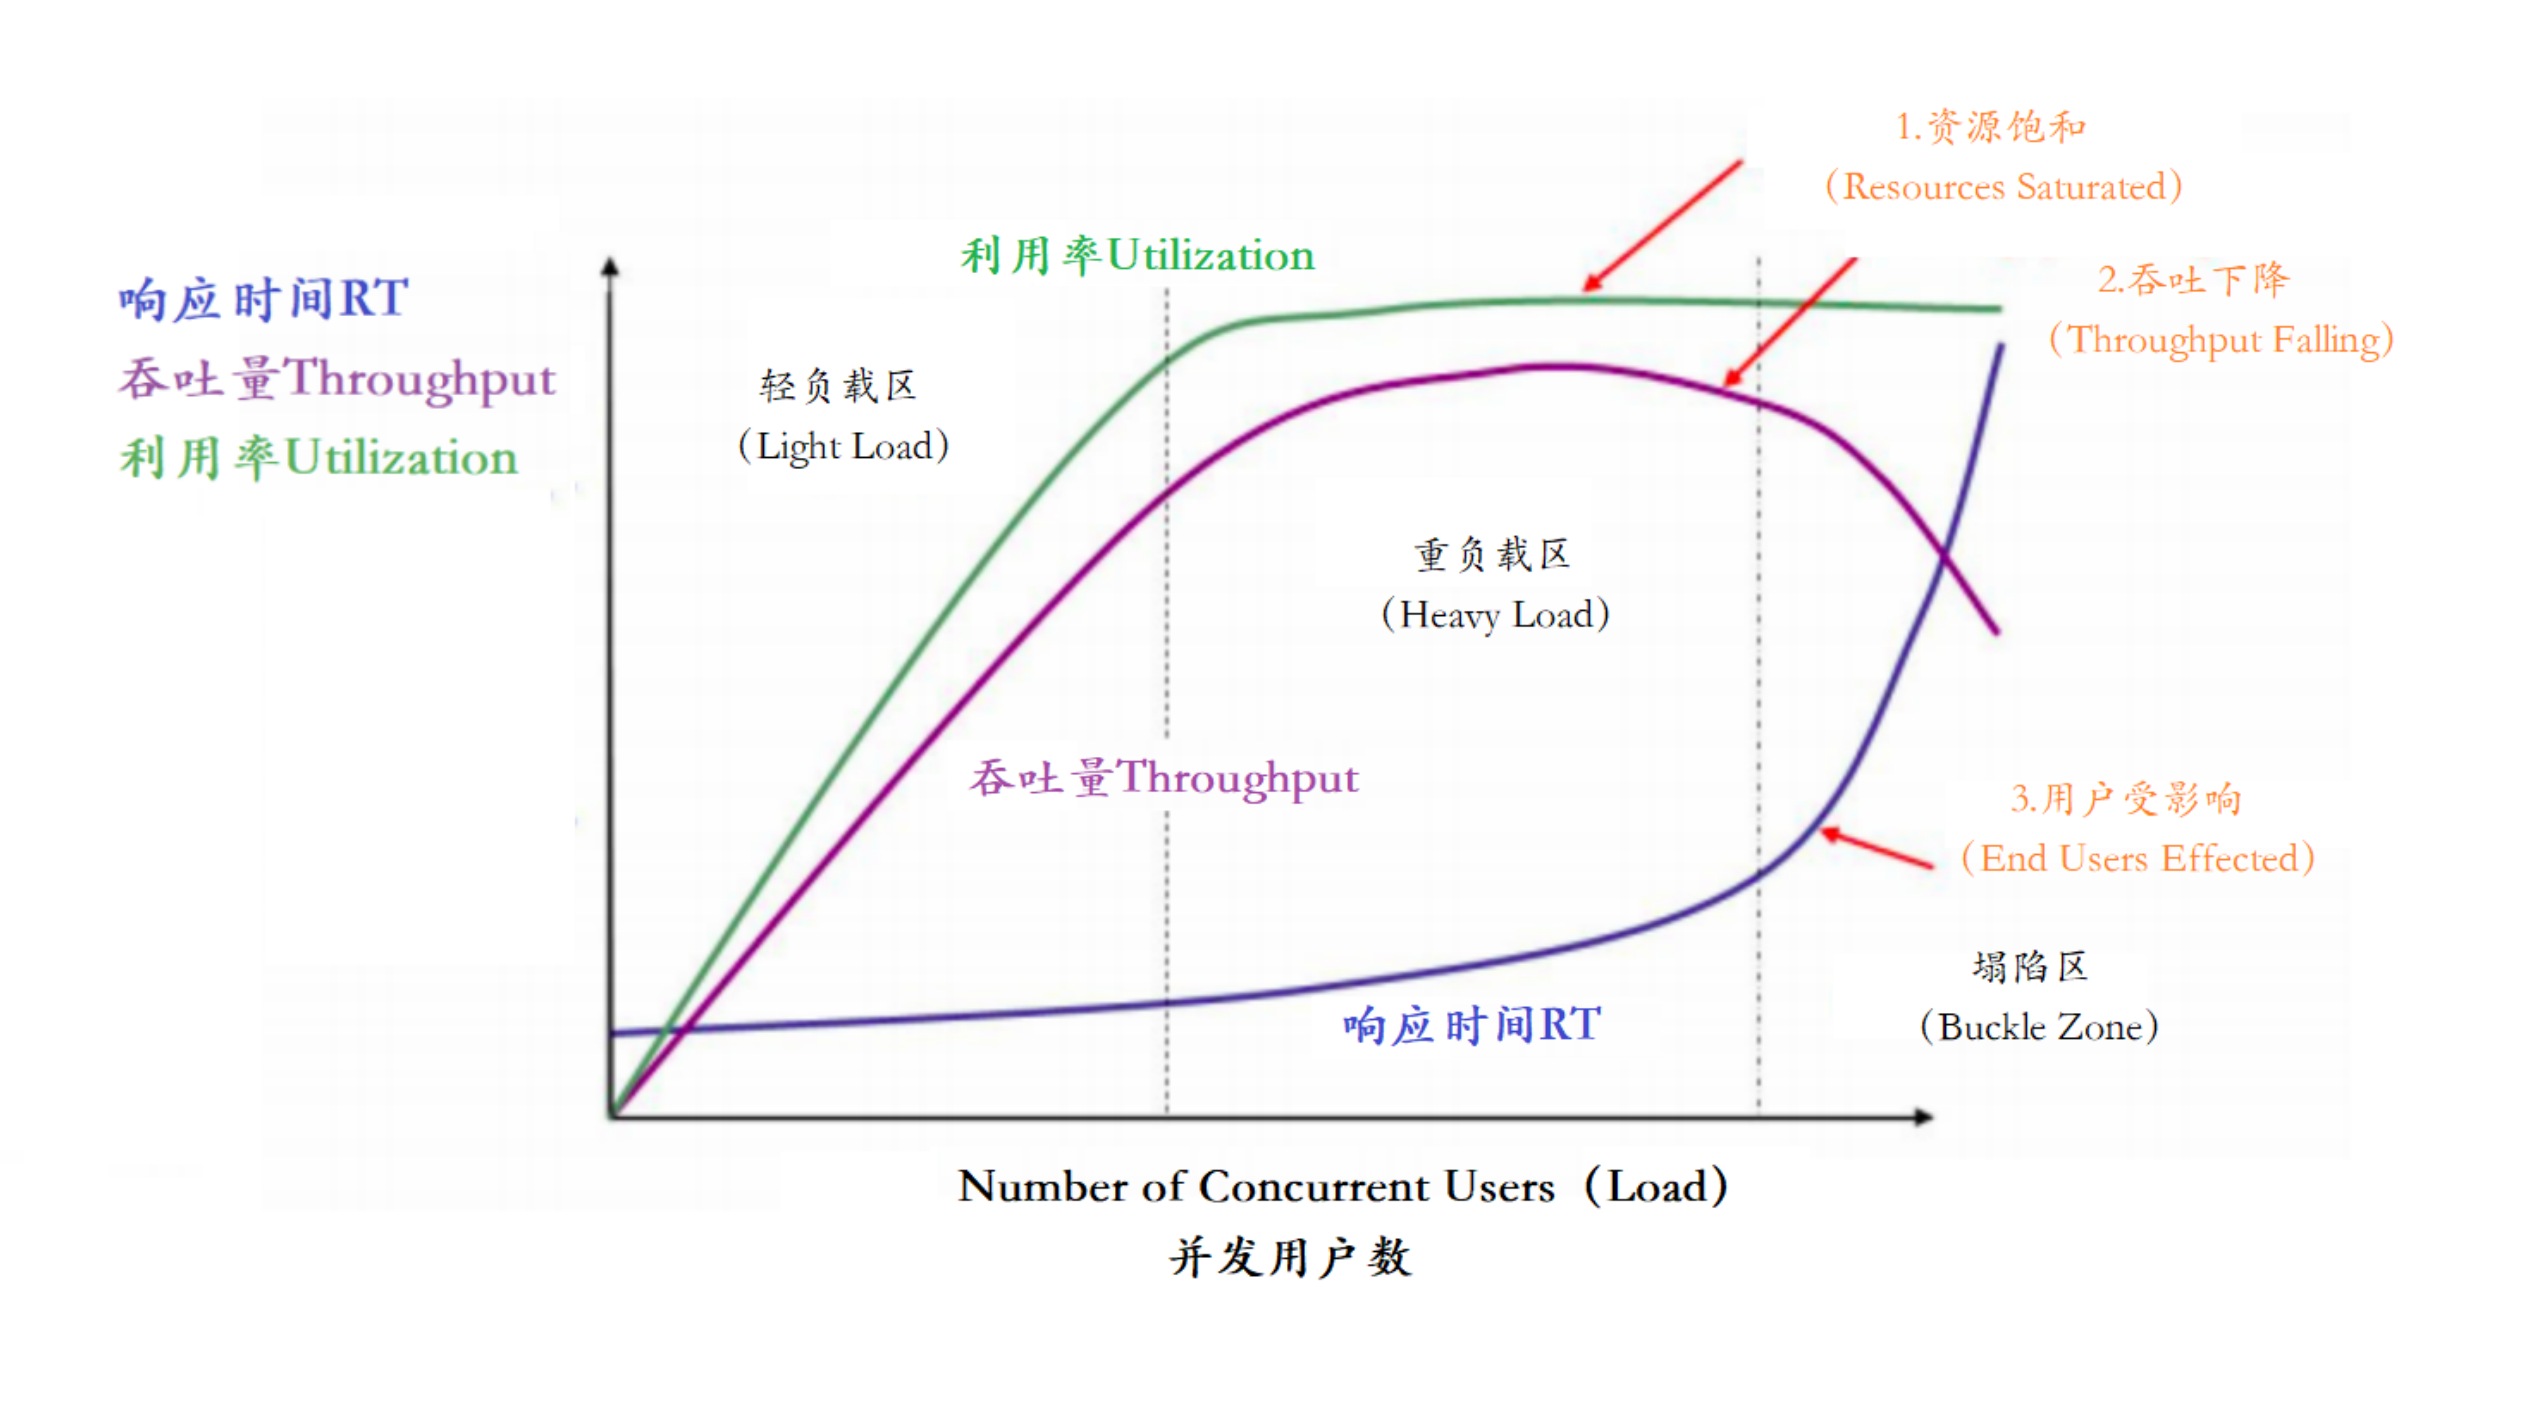 1.资源饱和
（Resources Saturated）
利用率Utilization
2.吞吐下降
（Throughput Falling）
响应时间RT
吞吐量Throughput
利用率Utilization
轻负载区
（Light Load）
重负载区
（Heavy Load）
吞吐量Throughput
3.用户受影响
（End Users Effected）
响应时间RT
塌陷区
（Buckle Zone）
Number of Concurrent Users（Load）
并发用户数